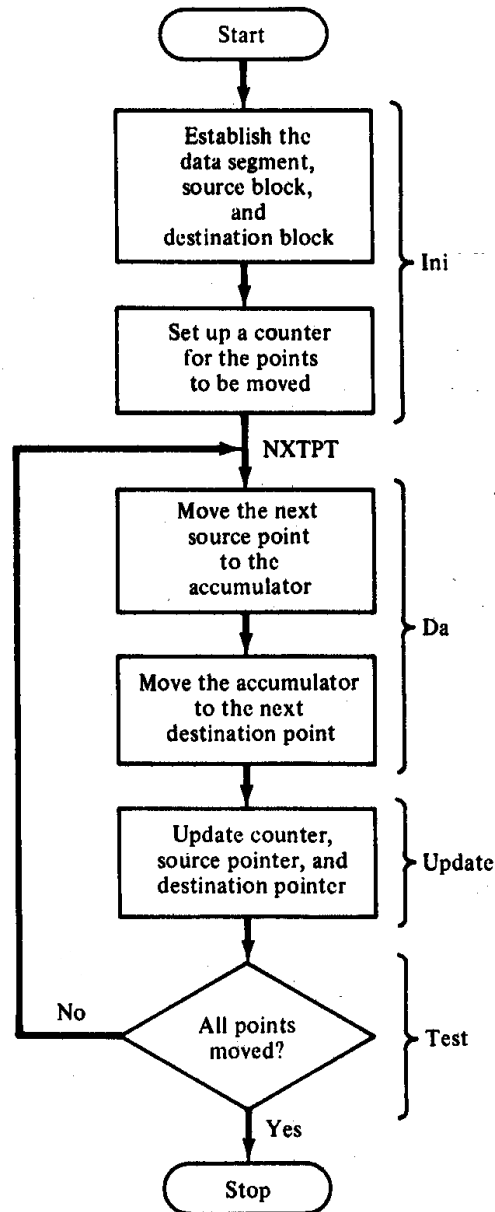 Start
Establish the
data segment,
source block,
and
destination block
Ini
Set up a counter
for the points
to be moved
NXTPT
Move the next
source point
to the
accumulator
Da
Move the accumulator
to the next
destination point
Update counter,
source pointer, and
destination pointer
Update
No
All points
moved?
Test
Yes
Stop